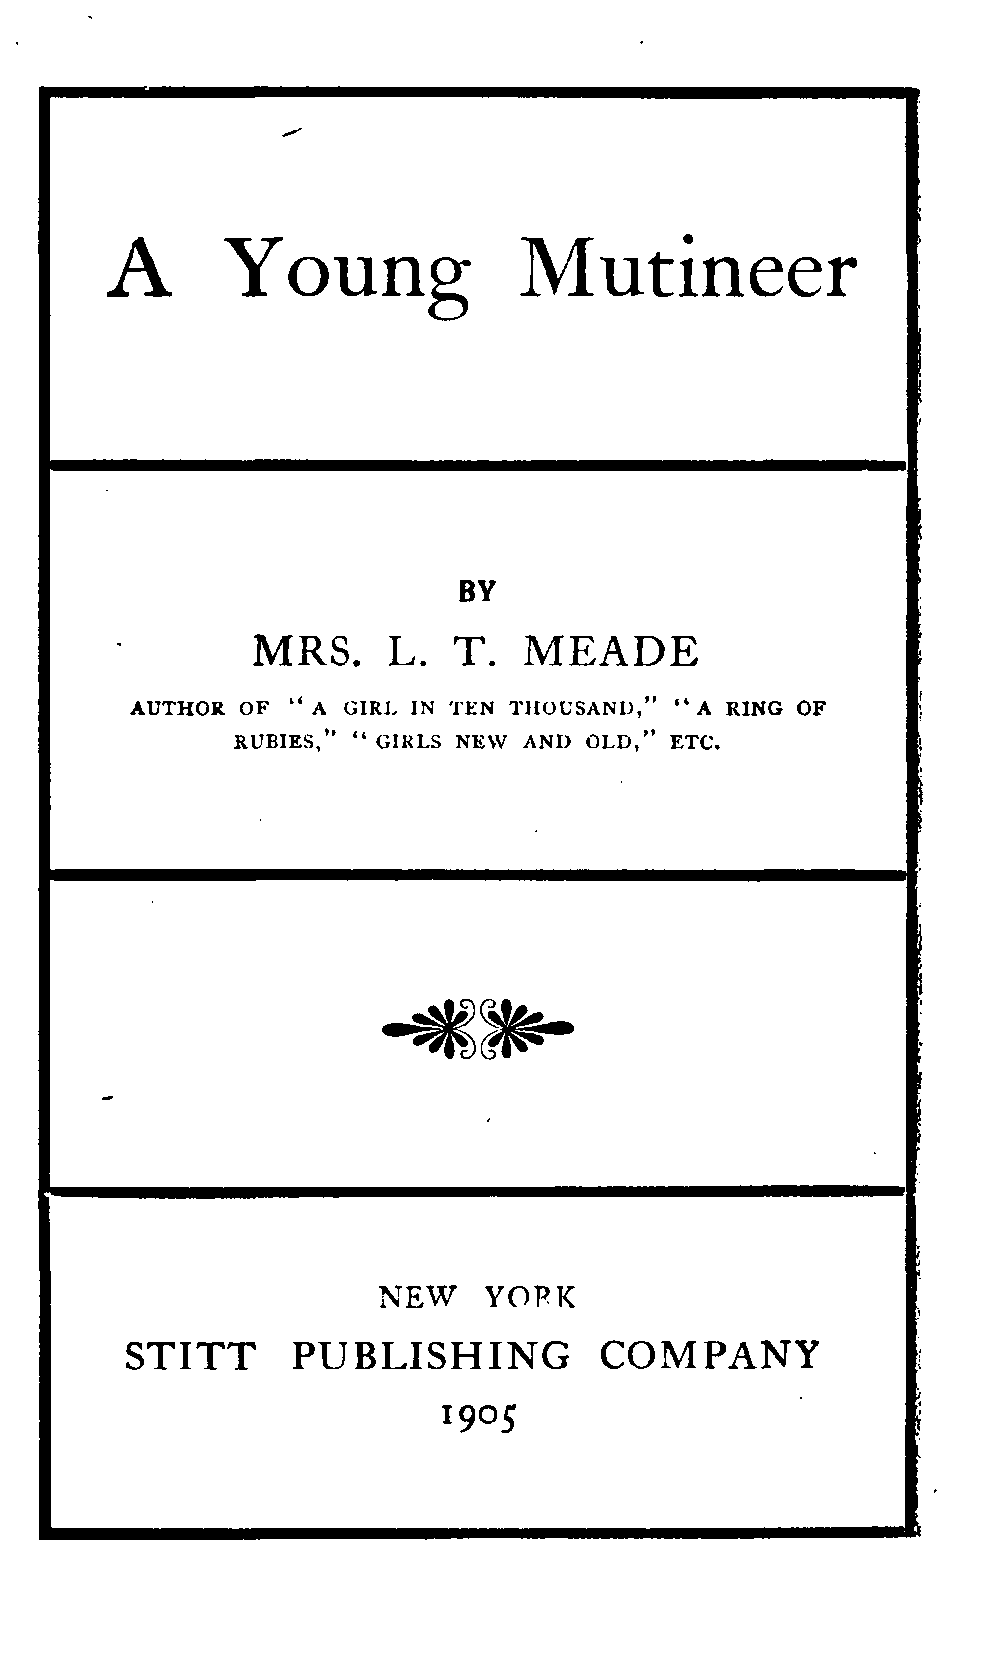 A Young Mutineer
BY
MRS. L. T. MEADE
AUTHOR OF "A GIRL IN TEN THOUSAND," "A RING OF
RUBIES," "GIRLS NEW AND OLD," ETC.
NEW YORK
STITT PUBLISHING COMPANY
1905